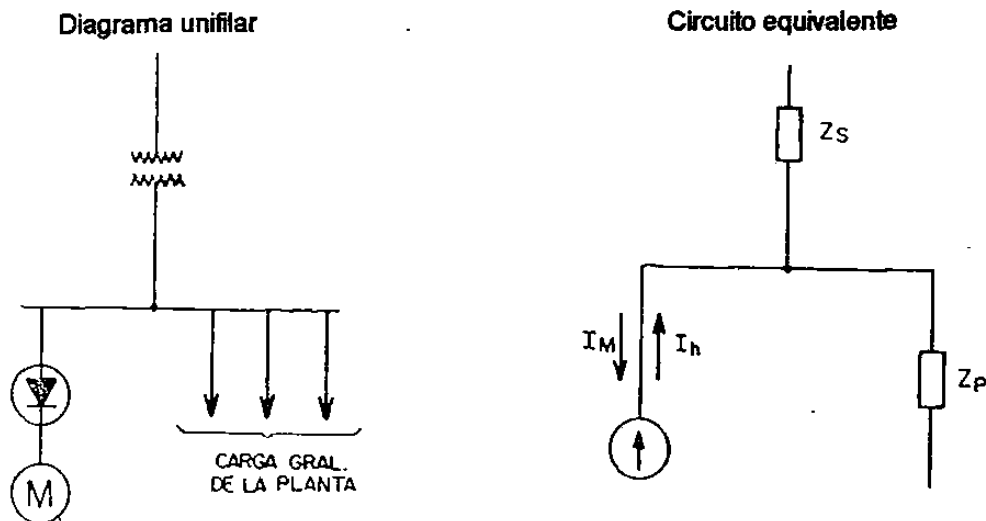 Diagrama unifilar
Circuito equivalente
CARGA GRAL.
DE LA PLANTA
M
ZS
IM
Ih
ZP